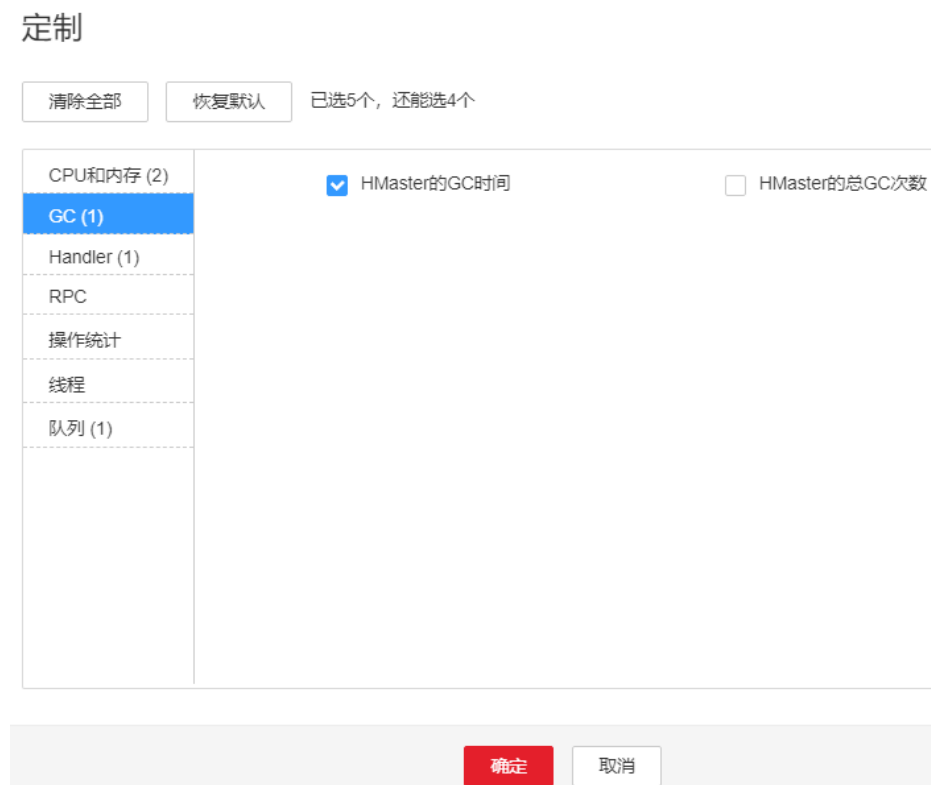 定制
清除全部 恢复默认 已选5个，还能选4个
CPU和内存 (2)
HMaster的GC时间 HMaster的总GC次数
GC (1)
Handler (1)
RPC
操作统计
线程
队列 (1)
确定 取消